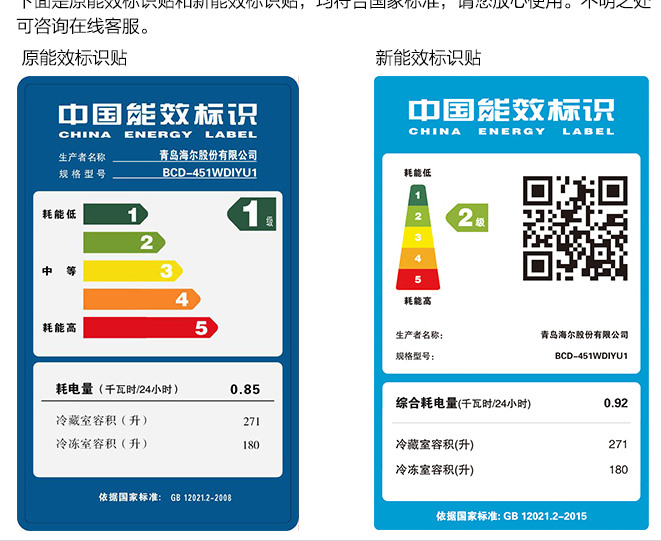 下面是原能效标识贴和新能效标识贴，均符合国家标准，请您放心使用。不明之处
可咨询在线客服。
原能效标识贴
中国能效标识
CHINA ENERGY LABEL
生产者名称 青岛海尔股份有限公司
规格型号 BCD-451WDIYU1
耗能低 1 1级
2
中等 3
4
耗能高 5
耗电量（千瓦时/24小时） 0.85
冷藏室容积（升） 271
冷冻室容积（升） 180
依据国家标准： GB 12021.2-2008
新能效标识贴
中国能效标识
CHINA ENERGY LABEL
耗能低
1
2 2级
3
4
5
耗能高
生产者名称： 青岛海尔股份有限公司
规格型号： BCD-451WDIYU1
综合耗电量(千瓦时/24小时) 0.92
冷藏室容积(升) 271
冷冻室容积(升) 180
依据国家标准: GB 12021.2-2015